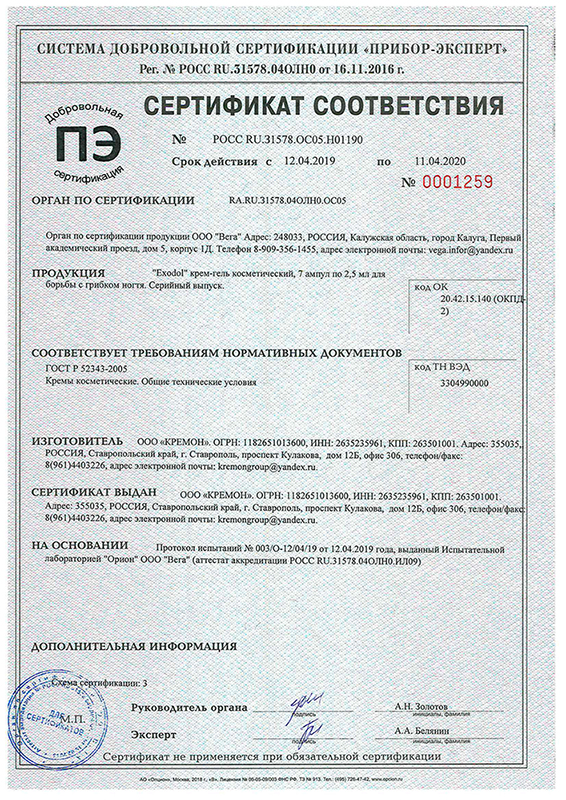 СИСТЕМА ДОБРОВОЛЬНОЙ СЕРТИФИКАЦИИ «ПРИБОР-ЭКСПЕРТ»
Рег. № РОСС RU.31578.04ОЛН0 от 16.11.2016 г.
Добровольная
ПЭ
сертификация
СЕРТИФИКАТ СООТВЕТСТВИЯ
№ РОСС RU.31578.ОС05.Н01190
Срок действия с 12.04.2019 по 11.04.2020
№ 0001259
ОРГАН ПО СЕРТИФИКАЦИИ RA.RU.31578.04ОЛН0.ОС05
Орган по сертификации продукции ООО "Вега" Адрес: 248033, РОССИЯ, Калужская область, город Калуга, Первый
академический проезд, дом 5, корпус 1Д. Телефон 8-909-356-1455, адрес электронной почты: vega.infor@yandex.ru
ПРОДУКЦИЯ "Exodol" крем-гель косметический, 7 ампул по 2,5 мл для
борьбы с грибком ногтя. Серийный выпуск.
код ОК
20.42.15.140 (ОКПД-
2)
СООТВЕТСТВУЕТ ТРЕБОВАНИЯМ НОРМАТИВНЫХ ДОКУМЕНТОВ
ГОСТ Р 52343-2005
Кремы косметические. Общие технические условия
код ТН ВЭД
3304990000
ИЗГОТОВИТЕЛЬ ООО «КРЕМОН». ОГРН: 1182651013600, ИНН: 2635235961, КПП: 263501001. Адрес: 355035,
РОССИЯ, Ставропольский край, г. Ставрополь, проспект Кулакова, дом 12Б, офис 306, телефон/факс:
8(961)4403226, адрес электронной почты: kremongroup@yandex.ru.
СЕРТИФИКАТ ВЫДАН ООО «КРЕМОН». ОГРН: 1182651013600, ИНН: 2635235961, КПП: 263501001.
Адрес: 355035, РОССИЯ, Ставропольский край, г. Ставрополь, проспект Кулакова, дом 12Б, офис 306, телефон/факс:
8(961)4403226, адрес электронной почты: kremongroup@yandex.ru.
НА ОСНОВАНИИ Протокол испытаний № 003/О-12/04/19 от 12.04.2019 года, выданный Испытательной
лабораторией "Орион" ООО "Вега" (аттестат аккредитации РОСС RU.31578.04ОЛН0.ИЛ09)
ДОПОЛНИТЕЛЬНАЯ ИНФОРМАЦИЯ
Схема сертификации: 3
ДЛЯ
СЕРТИФИКАТОВ
М.П.
Руководитель органа
подпись
А.Н. Золотов
инициалы, фамилия
Эксперт
подпись
А.А. Белянин
инициалы, фамилия
Сертификат не применяется при обязательной сертификации
АО «Опцион», Москва, 2018 г., «В». Лицензия № 05-05-09/003 ФНС РФ. ТЗ № 913. Тел.: (495) 726-47-42, www.opcion.ru